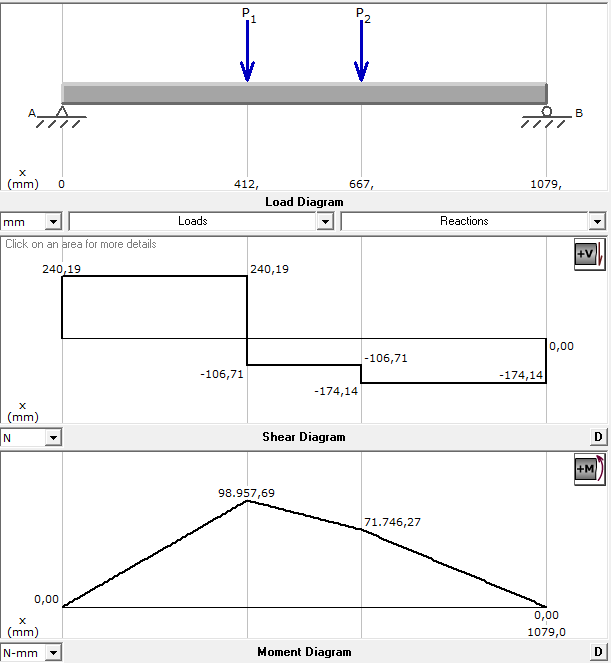 P1 P2
A B
x
(mm) 0 412, 667, 1079,
Load Diagram
mm Loads Reactions
Click on an area for more details
+V
240,19 240,19
0,00
-106,71 -106,71
-174,14 -174,14
x
(mm)
N Shear Diagram D
+M
98.957,69
71.746,27
0,00 0,00
x
(mm) 1079,0
N-mm Moment Diagram D